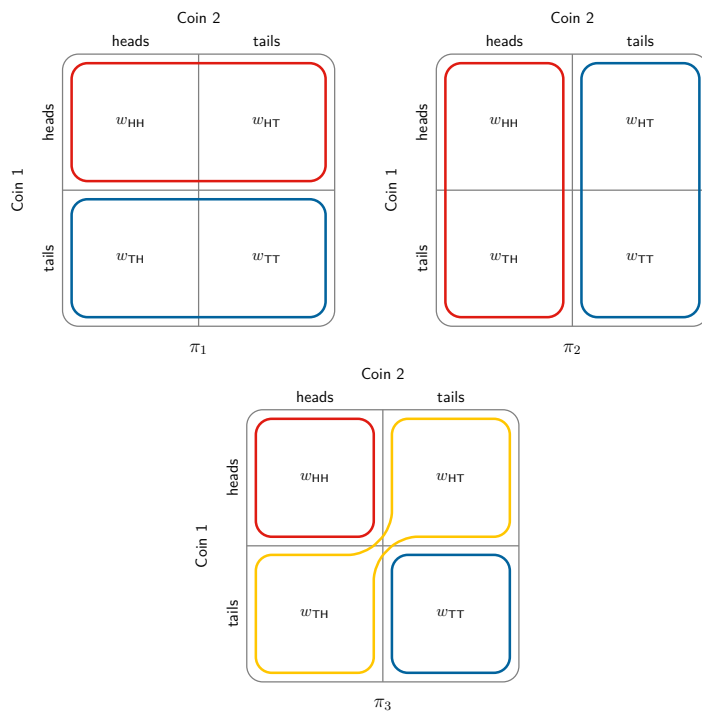 Coin 2
heads tails
Coin 1
heads
w_HH w_HT
tails
w_TH w_TT
π_1
Coin 2
heads tails
Coin 1
heads
w_HH w_HT
tails
w_TH w_TT
π_2
Coin 2
heads tails
Coin 1
heads
w_HH w_HT
tails
w_TH w_TT
π_3